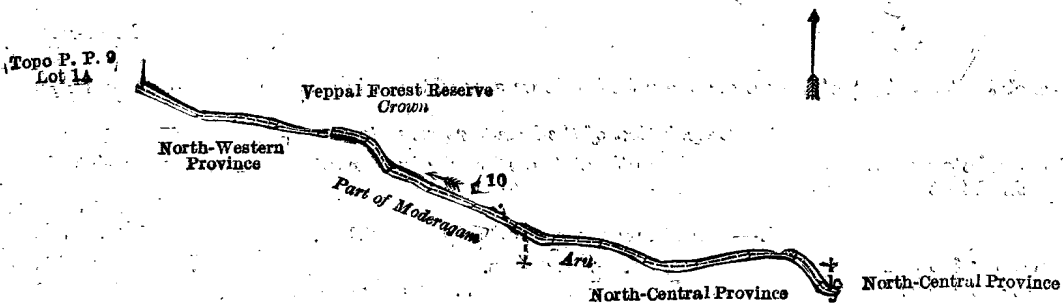 Topo P. P. 9
Lot 1A
Veppal Forest Reserve
Crown
North-Western
Province
10
Part of Moderagam
Aru
North-Central Province
North-Central Province